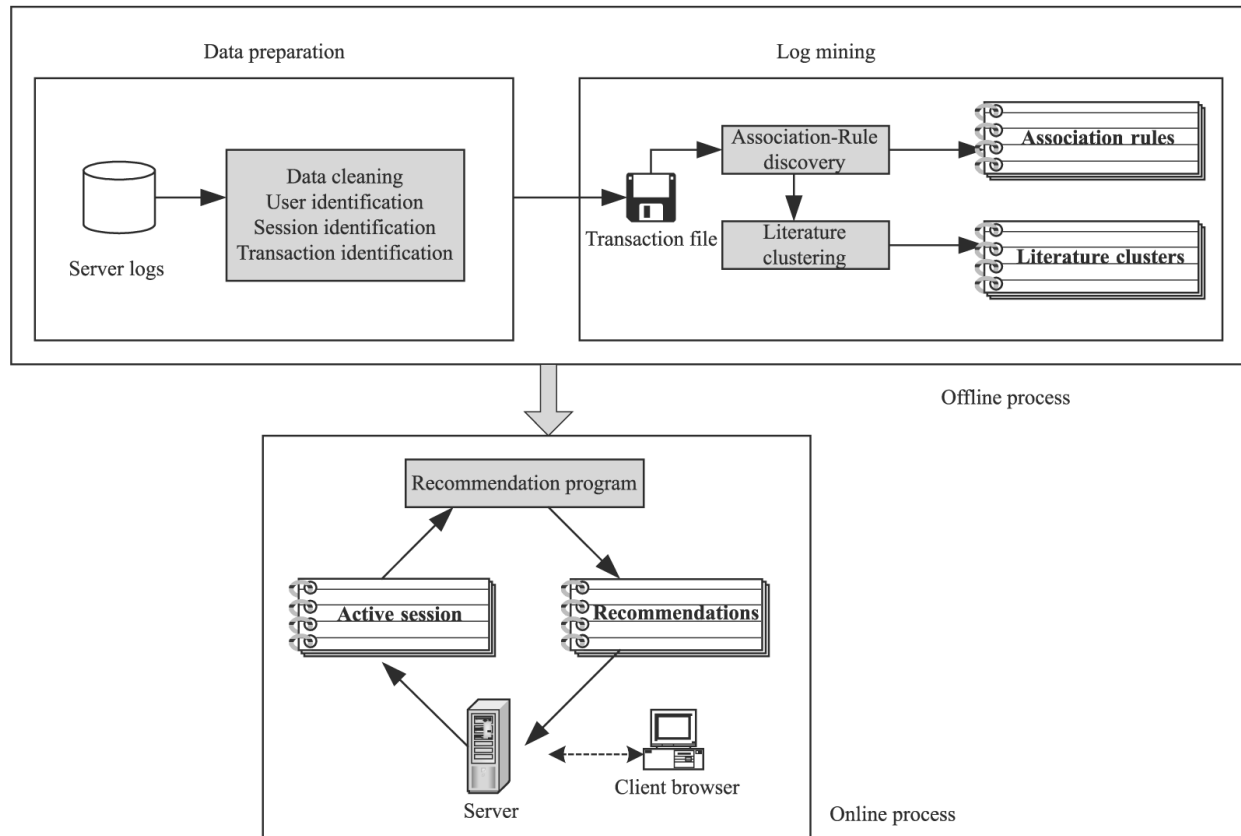 Data preparation
Log mining
Server logs
Data cleaning
User identification
Session identification
Transaction identification
Transaction file
Association-Rule
discovery
Literature
clustering
Association rules
Literature clusters
Offline process
Recommendation program
Active session
Recommendations
Server
Client browser
Online process